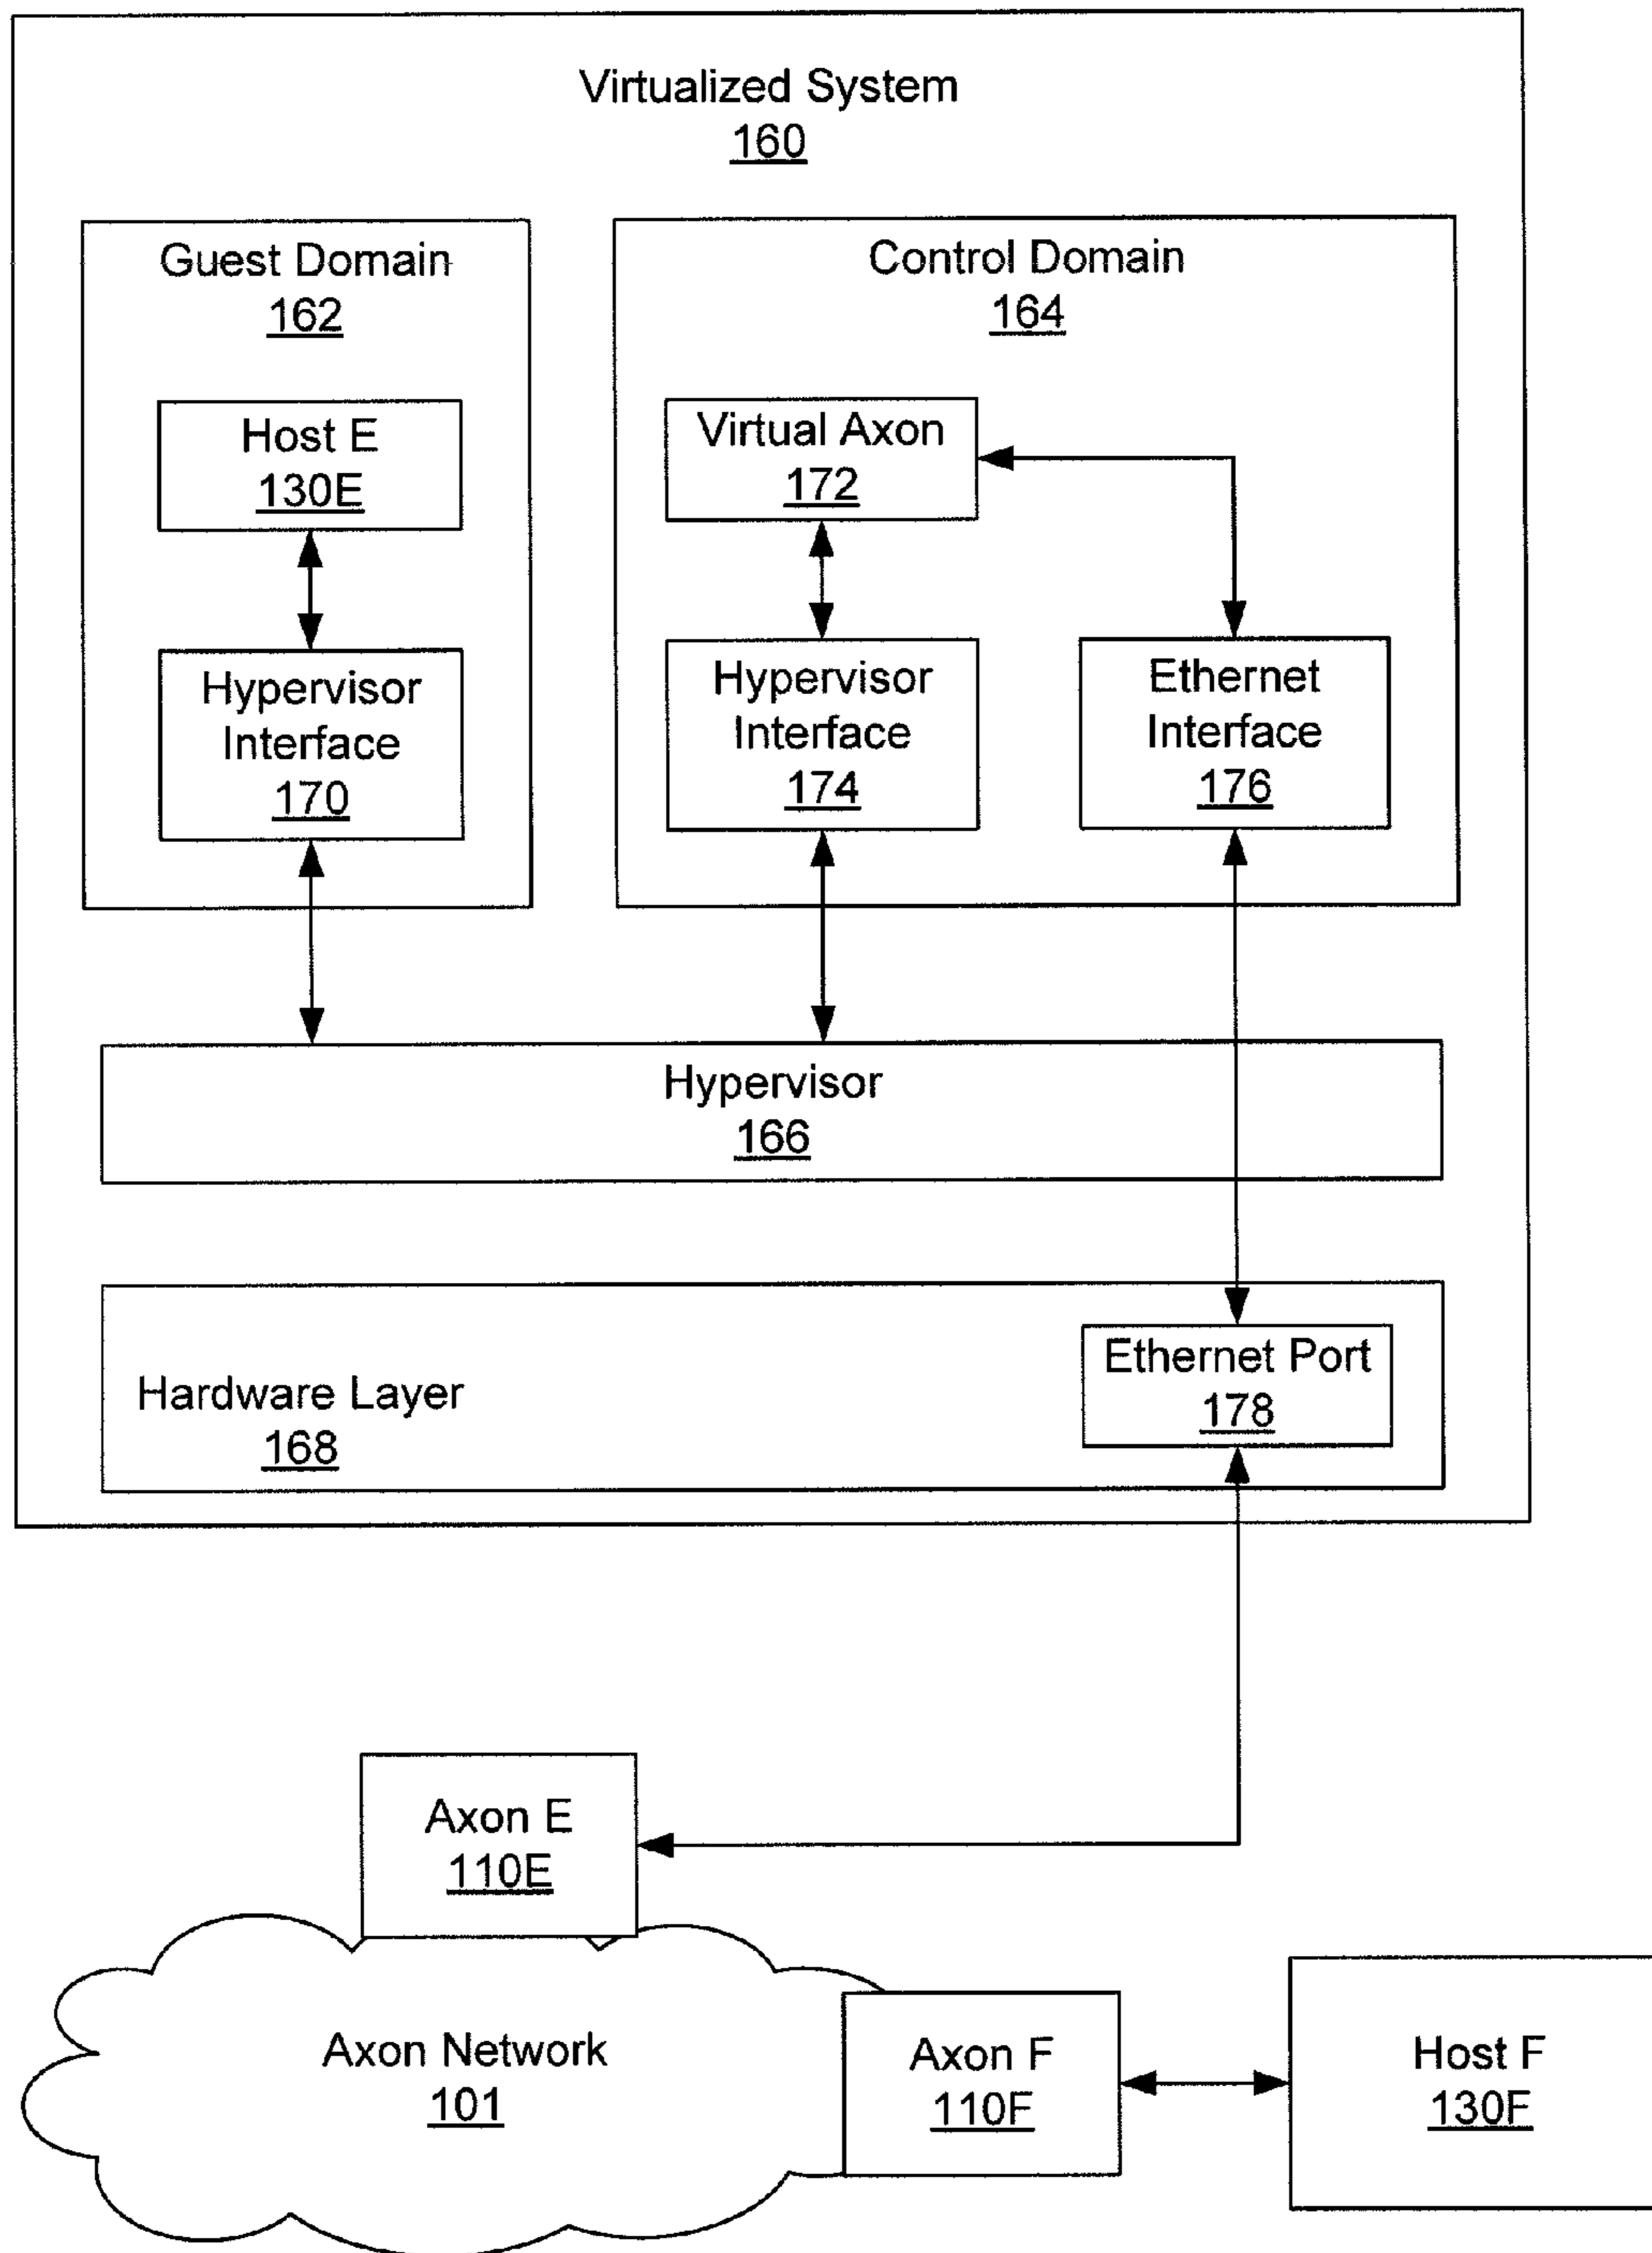 Virtualized System
160
Guest Domain
162
Control Domain
164
Host E
130E
Virtual Axon
172
Hypervisor
Interface
170
Hypervisor
Interface
174
Ethernet
Interface
176
Hypervisor
166
Hardware Layer
168
Ethernet Port
178
Axon E
110E
Axon Network
101
Axon F
110F
Host F
130F